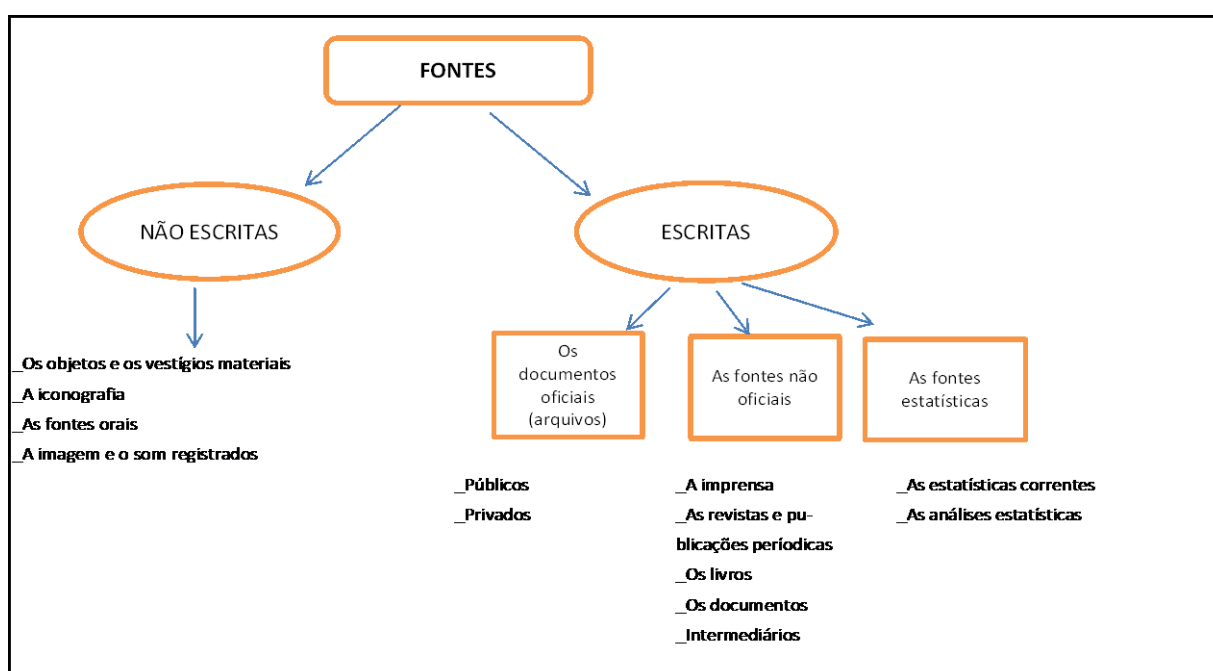 FONTES
NÃO ESCRITAS
ESCRITAS
_Os objetos e os vestígios materiais
_A iconografia
_As fontes orais
_A imagem e o som registrados
Os
documentos
oficiais
(arquivos)
_Públicos
_Privados
As fontes não
oficiais
_A imprensa
_As revistas e pu-
blicações períodicas
_Os livros
_Os documentos
_Intermediários
As fontes
estatísticas
_As estatísticas correntes
_As análises estatísticas